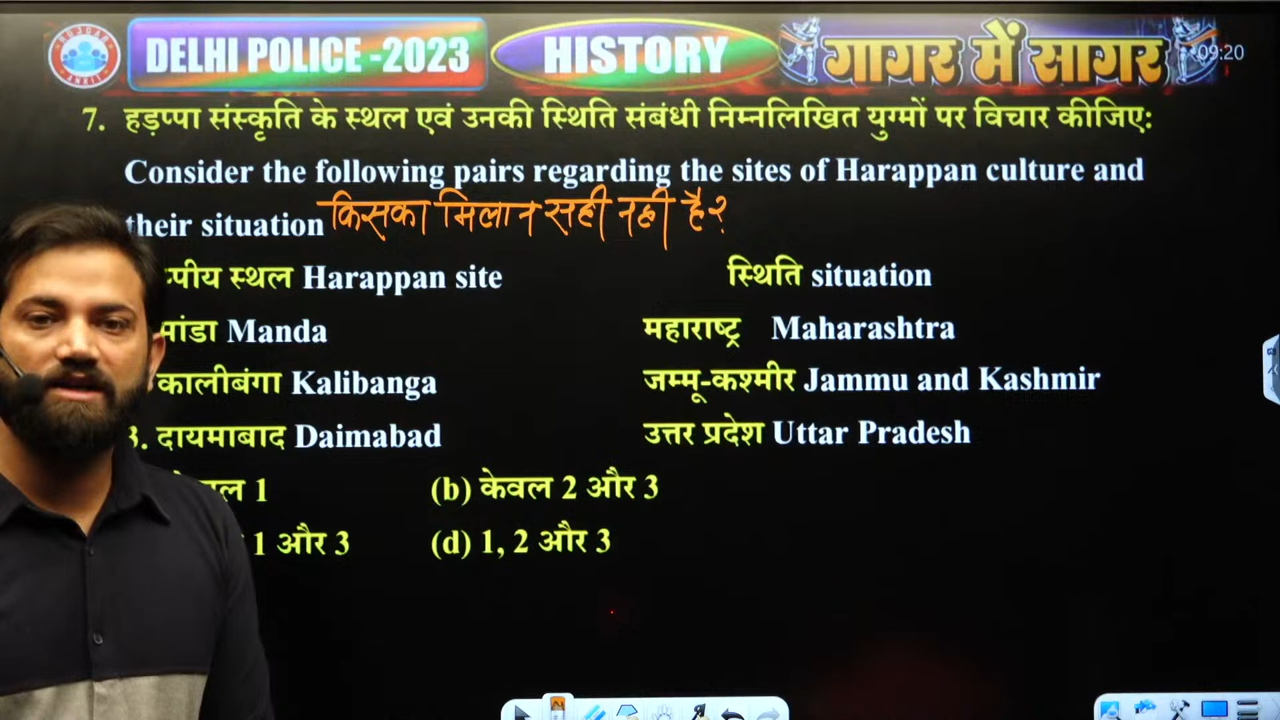 DELHI POLICE -2023 HISTORY गागर में सागर 09:20
7. हड़प्पा संस्कृति के स्थल एवं उनकी स्थिति संबंधी निम्नलिखित युग्मों पर विचार कीजिए:
Consider the following pairs regarding the sites of Harappan culture and
their situation किसका मिलान सही नही है?
स्थल Harappan site स्थिति situation
मांडा Manda महाराष्ट्र Maharashtra
कालीबंगा Kalibanga जम्मू-कश्मीर Jammu and Kashmir
3. दायमाबाद Daimabad उत्तर प्रदेश Uttar Pradesh
1 (b) केवल 2 और 3
1 और 3 (d) 1, 2 और 3